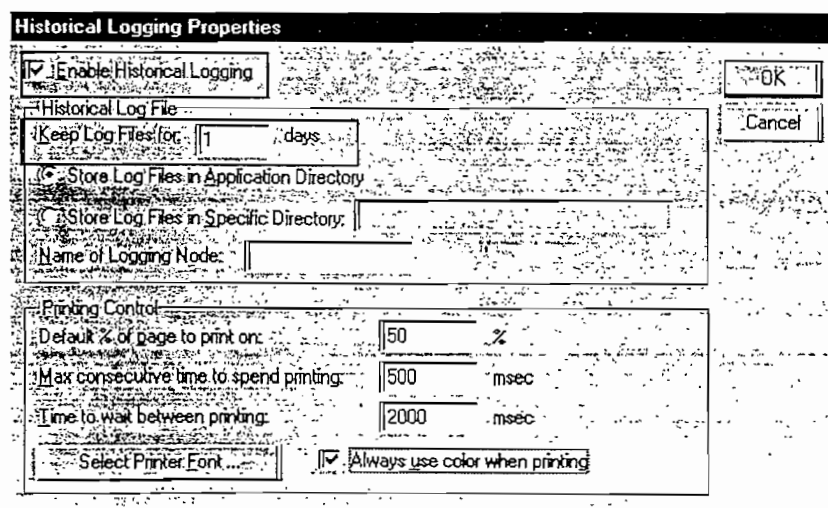 Historical Logging Properties
Enable Historical Logging
OK
Historical Log File
Cancel
Keep Log Files for: 1 days
Store Log Files in Application Directory
Store Log Files in Specific Directory:
Name of Logging Node:
Printing Control
Default % of page to print on: 50 %
Max consecutive time to spend printing: 500 msec
Time to wait between printing: 2000 msec
Select Printer Font ... Always use color when printing